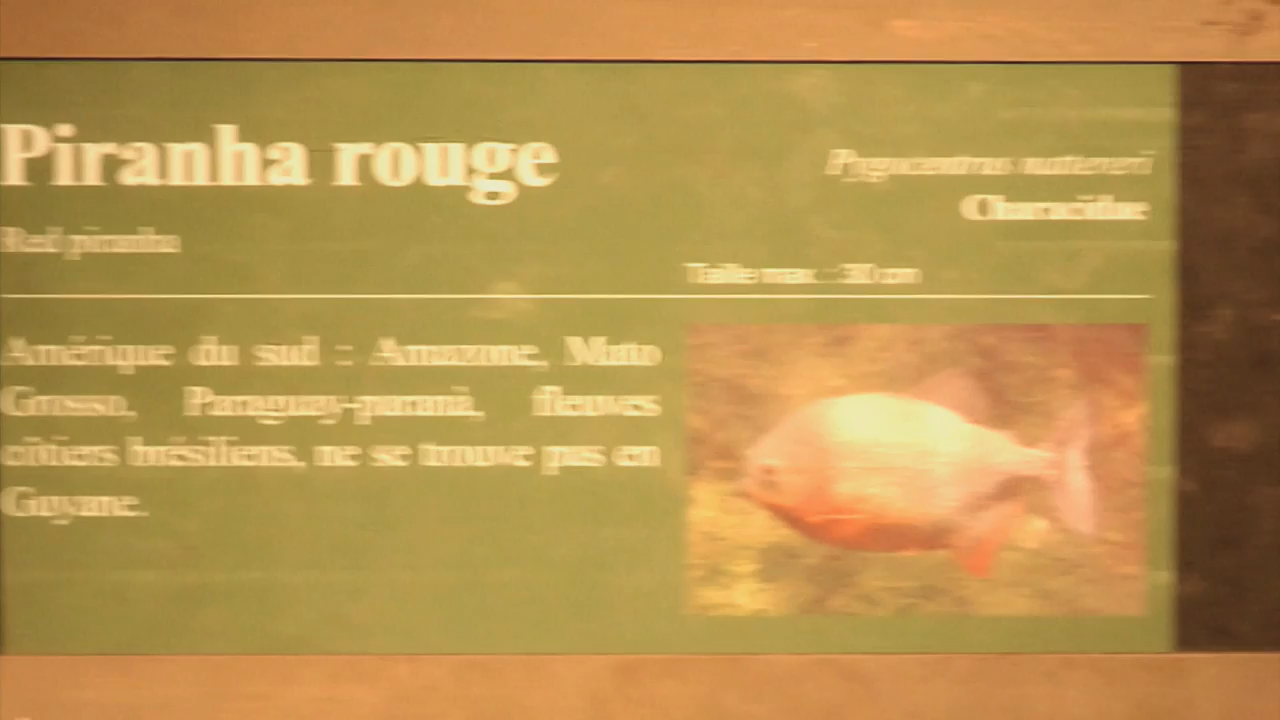 Piranha rouge
Pygocentrus nattereri
Characidae
Red piranha
Taille max. : 30 cm
Amérique du sud : Amazone, Mato
Grosso, Paraguay-paranà, fleuves
côtiers brésiliens, ne se trouve pas en
Guyane.